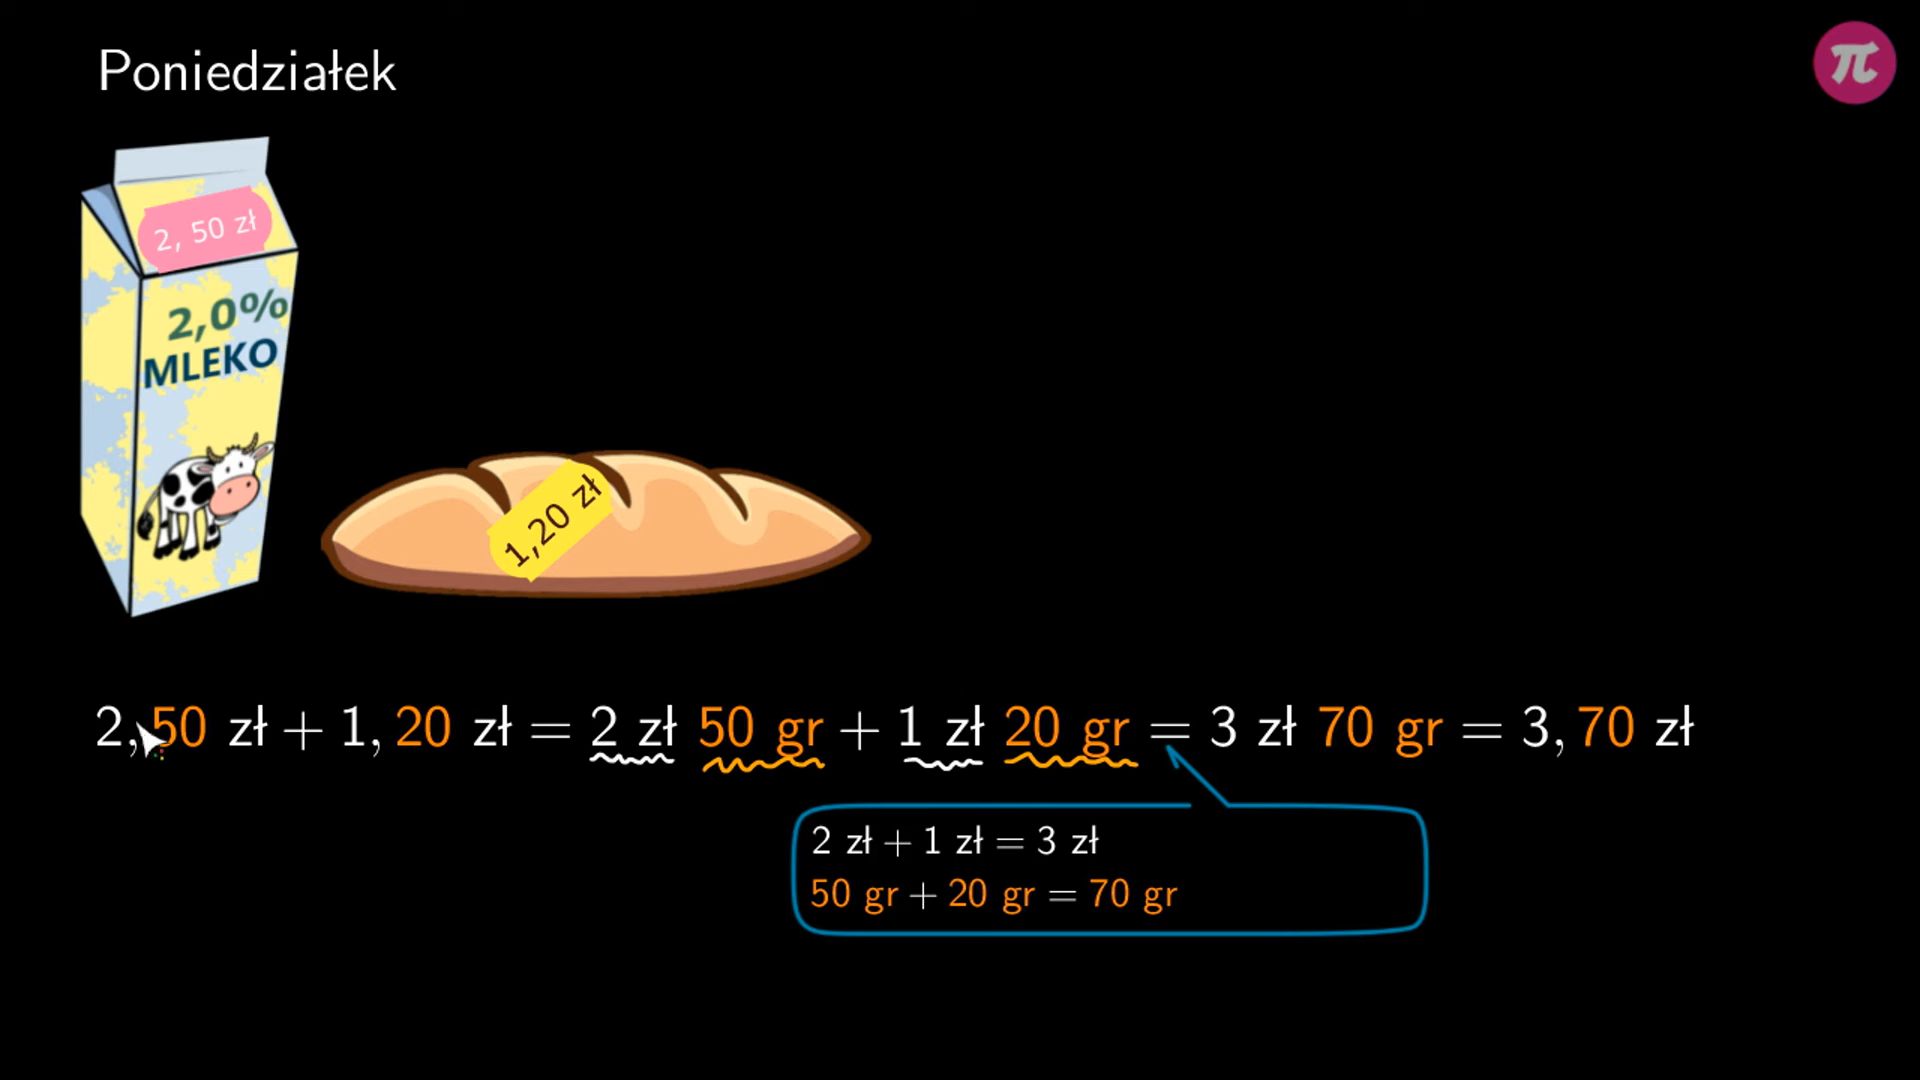 Poniedziałek
π
2, 50 zł
2,0%
MLEKO
1,20 zł
2, 50 zł + 1, 20 zł = 2 zł 50 gr + 1 zł 20 gr = 3 zł 70 gr = 3, 70 zł
2 zł + 1 zł = 3 zł
50 gr + 20 gr = 70 gr